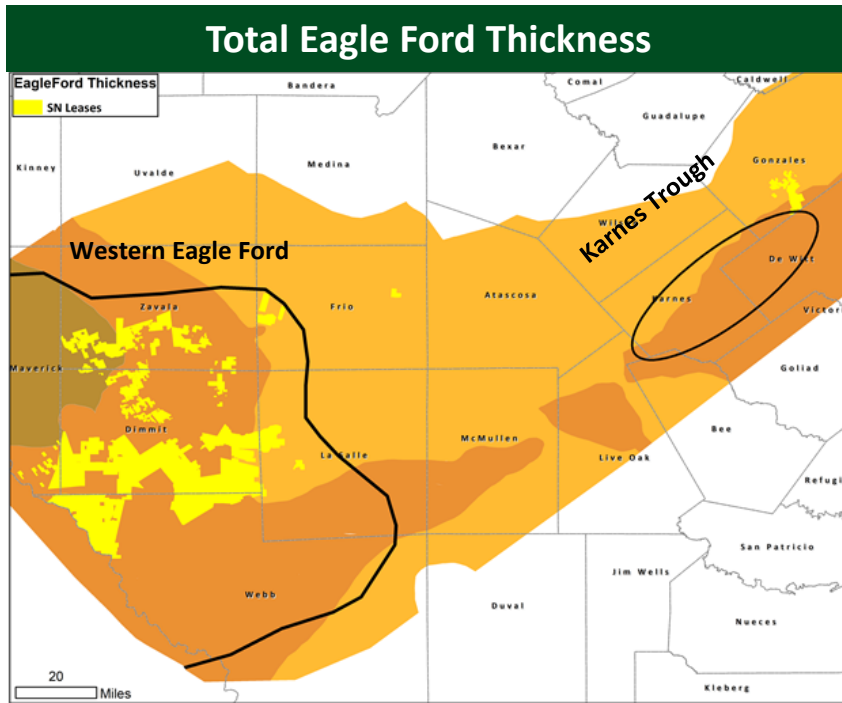 Total Eagle Ford Thickness
EagleFord Thickness
SN Leases
Bandera
Comal
Caldwell
Guadalupe
Kinney
Uvalde
Medina
Bexar
Gonzales
Karnes Trough
Western Eagle Ford
De Witt
Zavala
Frio
Atascosa
Karnes
Maverick
Goliad
Dimmit
McMullen
Bee
La Salle
Live Oak
Refugi
San Patricio
Jim Wells
Webb
Duval
Nueces
20
Miles
Kleberg